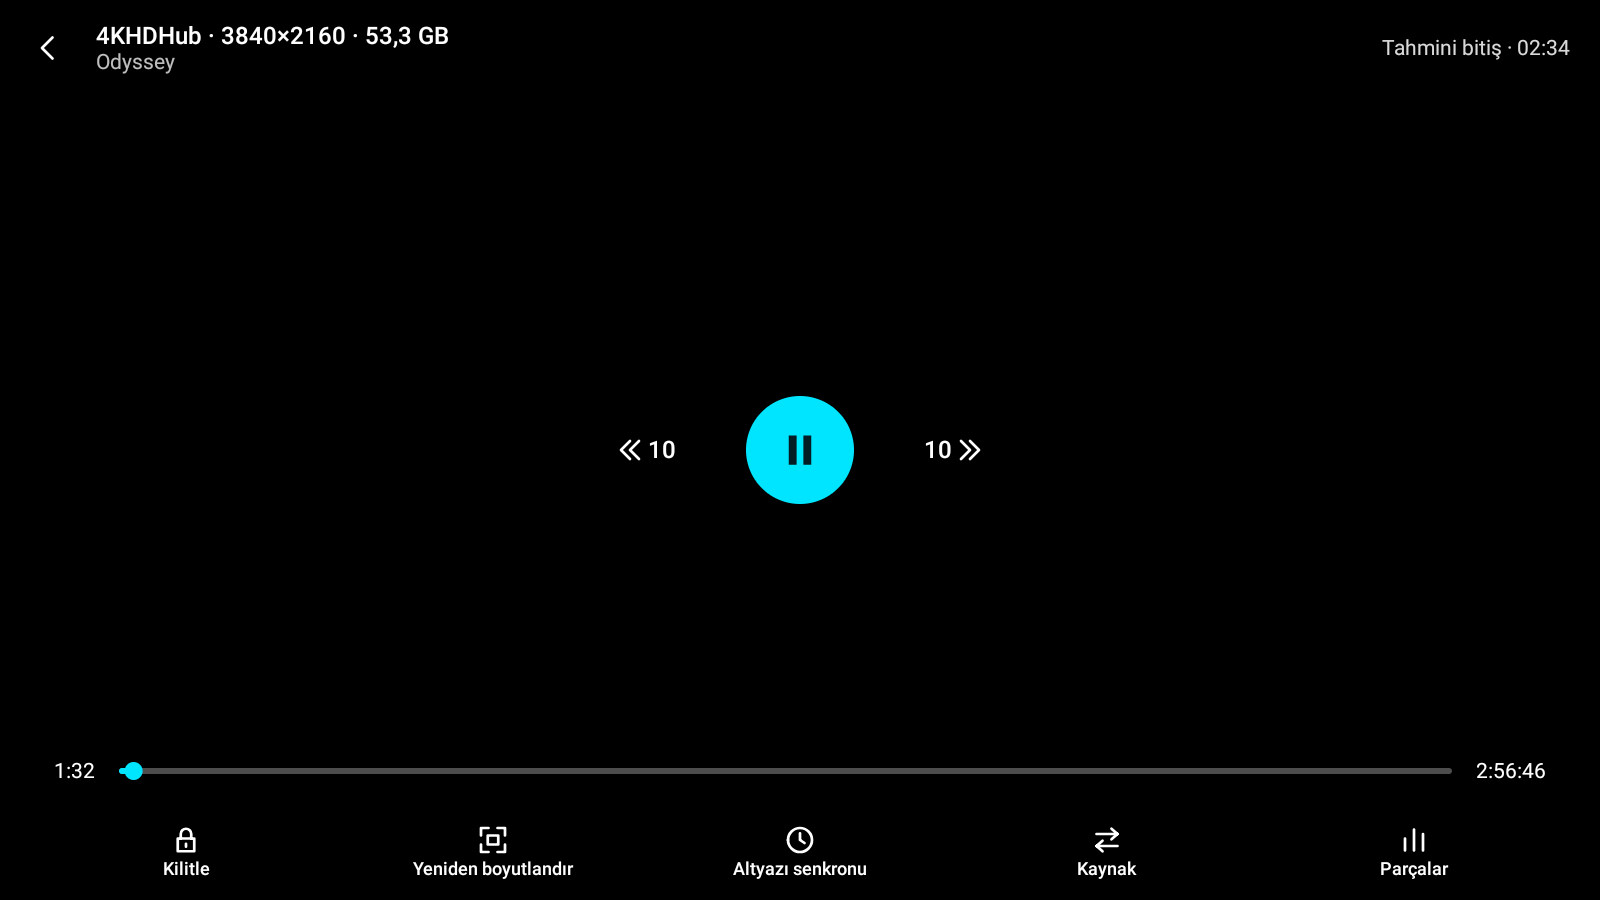 4KHDHub · 3840×2160 · 53,3 GB
Odyssey
Tahmini bitiş · 02:34
10
10
1:32
2:56:46
Kilitle
Yeniden boyutlandır
Altyazı senkronu
Kaynak
Parçalar